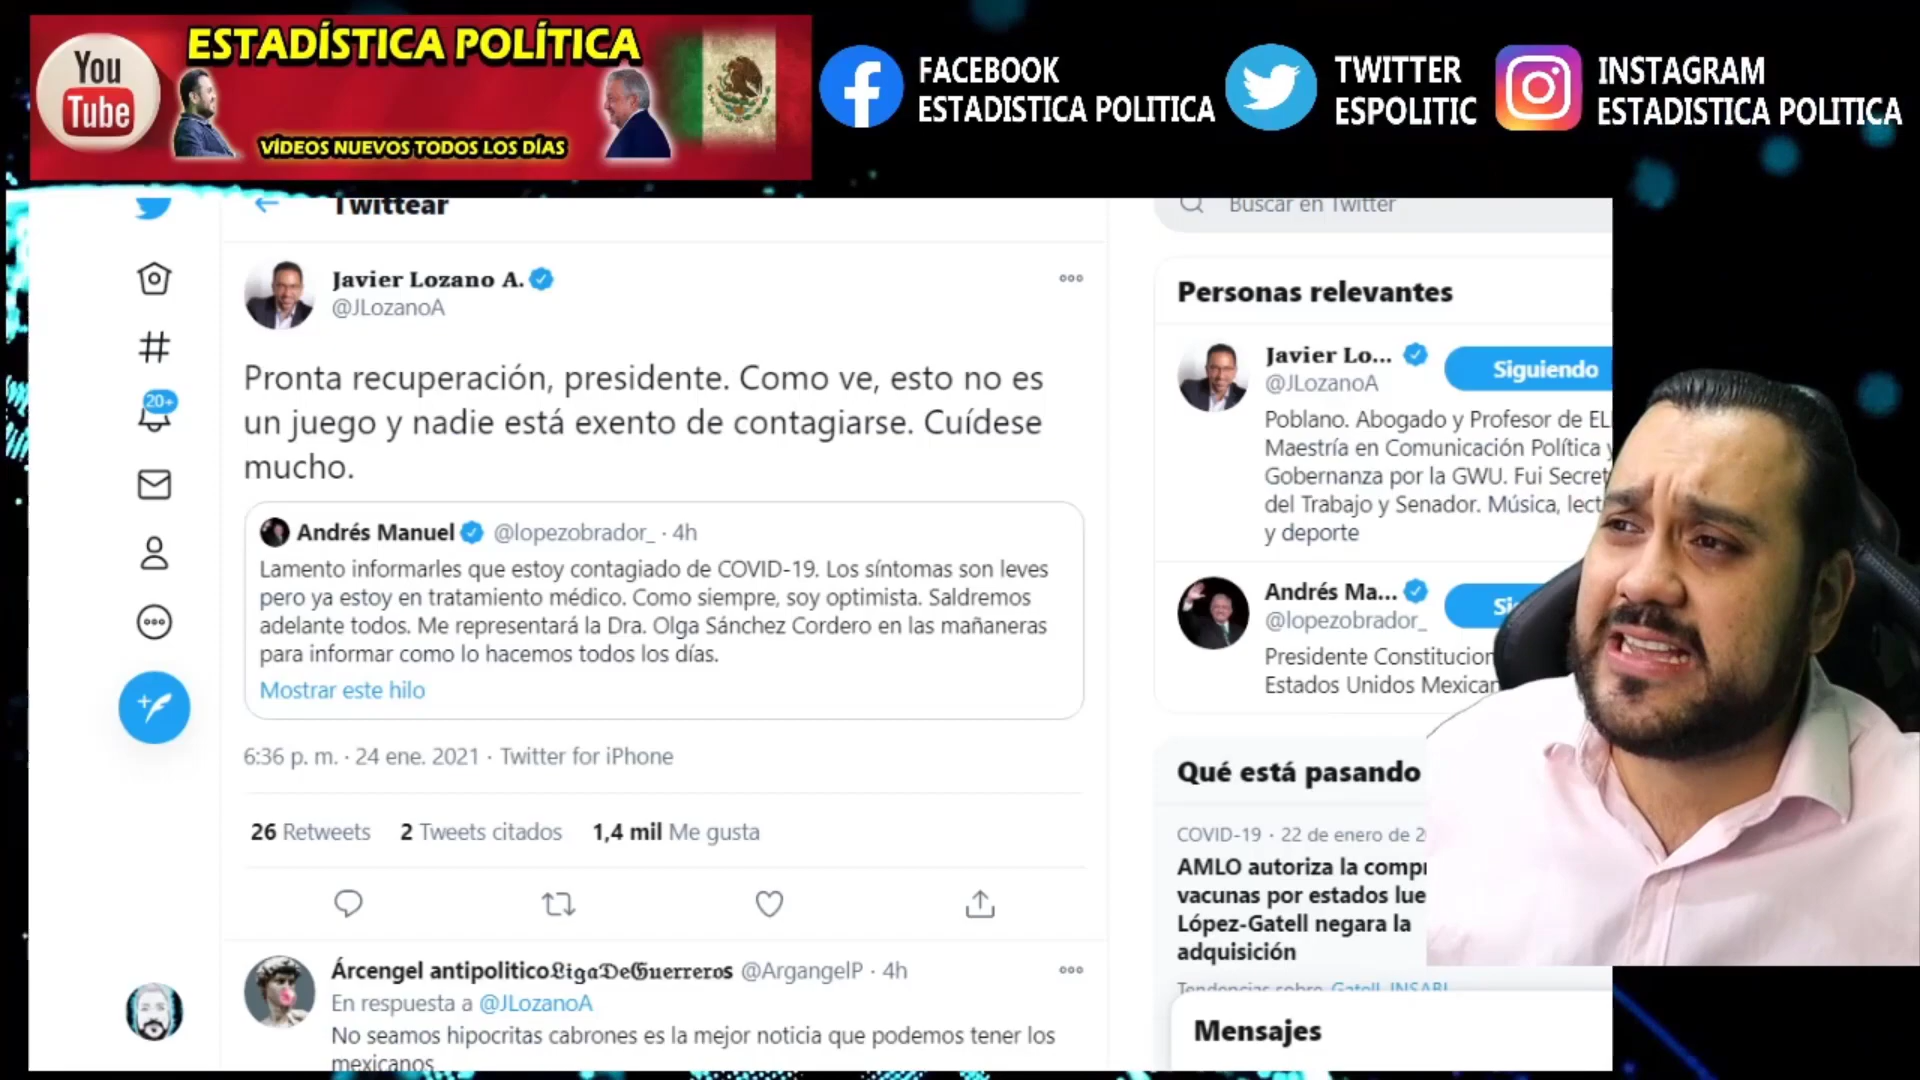 You
Tube
ESTADÍSTICA POLÍTICA
VÍDEOS NUEVOS TODOS LOS DÍAS
FACEBOOK
ESTADISTICA POLITICA
TWITTER
ESPOLITIC
INSTAGRAM
ESTADISTICA POLITICA
Twittear
Javier Lozano A.
@JLozanoA
Pronta recuperación, presidente. Como ve, esto no es
un juego y nadie está exento de contagiarse. Cuídese
mucho.
Andrés Manuel @lopezobrador_ · 4h
Lamento informarles que estoy contagiado de COVID-19. Los síntomas son leves
pero ya estoy en tratamiento médico. Como siempre, soy optimista. Saldremos
adelante todos. Me representará la Dra. Olga Sánchez Cordero en las mañaneras
para informar como lo hacemos todos los días.
Mostrar este hilo
6:36 p. m. · 24 ene. 2021 · Twitter for iPhone
26 Retweets 2 Tweets citados 1,4 mil Me gusta
Árcengel antipolitico𝕷𝖎𝖌𝖆𝕯𝖊𝕲𝖚𝖊𝖗𝖗𝖊𝖗𝖔𝖘 @ArgangelP · 4h
En respuesta a @JLozanoA
No seamos hipocritas cabrones es la mejor noticia que podemos tener los
mexicanos
20+
Buscar en Twitter
Personas relevantes
Javier Lo...
@JLozanoA
Siguiendo
Poblano. Abogado y Profesor de
Maestría en Comunicación Política y
Gobernanza por la GWU. Fui
del Trabajo y Senador. Música,
y deporte
Andrés Ma...
@lopezobrador_
Presidente
Estados Unidos
Qué está pasando
COVID-19 · 22 de enero de
AMLO autoriza la
vacunas por estados
López-Gatell negara la
adquisición
Tendencias sobre Gatell, INSABI
Mensajes